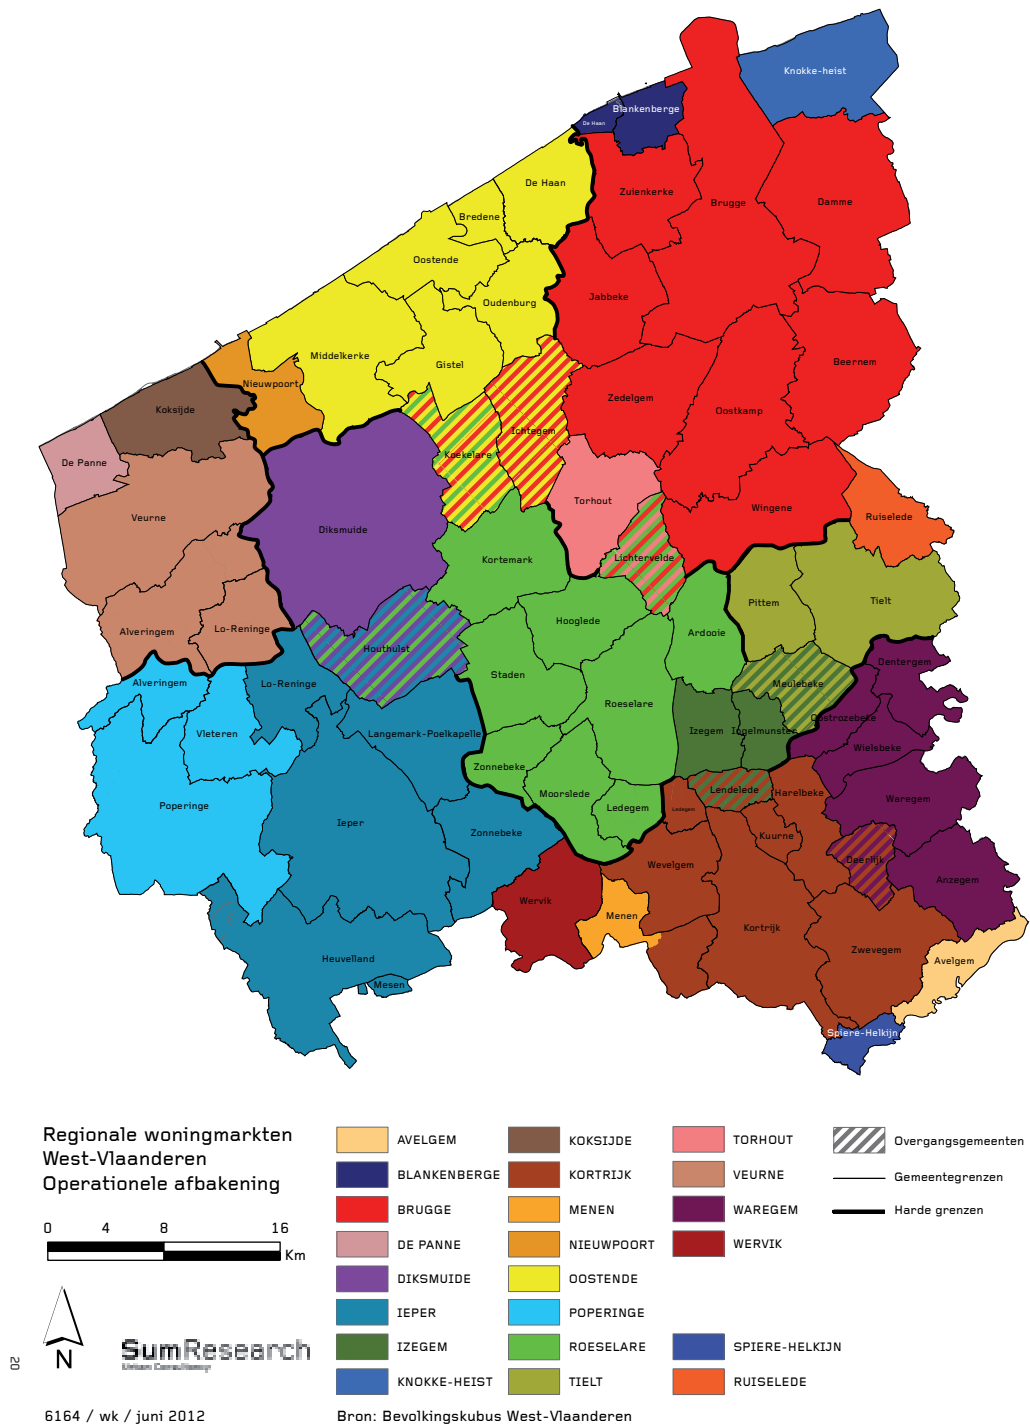 Knokke-heist
Blankenberge
De Haan
De Haan
Zuienkerke
Brugge
Damme
Bredene
Oostende
Oudenburg
Jabbeke
Middelkerke
Gistel
Beernem
Nieuwpoort
Koksijde
Zedelgem
Oostkamp
Ichtegem
Koekelare
De Panne
Torhout
Wingene
Veurne
Diksmuide
Ruiselede
Kortemark
Lichtervelde
Pittem
Tielt
Alveringem
Lo-Reninge
Hooglede
Ardooie
Houthulst
Dentergem
Staden
Alveringem
Lo-Reninge
Meulebeke
Roeselare
Oostrozebeke
Vleteren
Langemark-Poelkapelle
Izegem
Ingelmunster
Wielsbeke
Zonnebeke
Poperinge
Moorslede
Lendelede
Harelbeke
Waregem
Ledegem
Ledegem
Ieper
Zonnebeke
Kuurne
Wevelgem
Deerlijk
Anzegem
Wervik
Menen
Kortrijk
Zwevegem
Heuvelland
Avelgem
Mesen
Spiere-Helkijn
Regionale woningmarkten
West-Vlaanderen
Operationele afbakening
0 4 8 16
Km
N
SumResearch
Urban Consultancy
20
6164 / wk / juni 2012
AVELGEM
BLANKENBERGE
BRUGGE
DE PANNE
DIKSMUIDE
IEPER
IZEGEM
KNOKKE-HEIST
KOKSIJDE
KORTRIJK
MENEN
NIEUWPOORT
OOSTENDE
POPERINGE
ROESELARE
TIELT
TORHOUT
VEURNE
WAREGEM
WERVIK
SPIERE-HELKIJN
RUISELEDE
Overgangsgemeenten
Gemeentegrenzen
Harde grenzen
Bron: Bevolkingskubus West-Vlaanderen